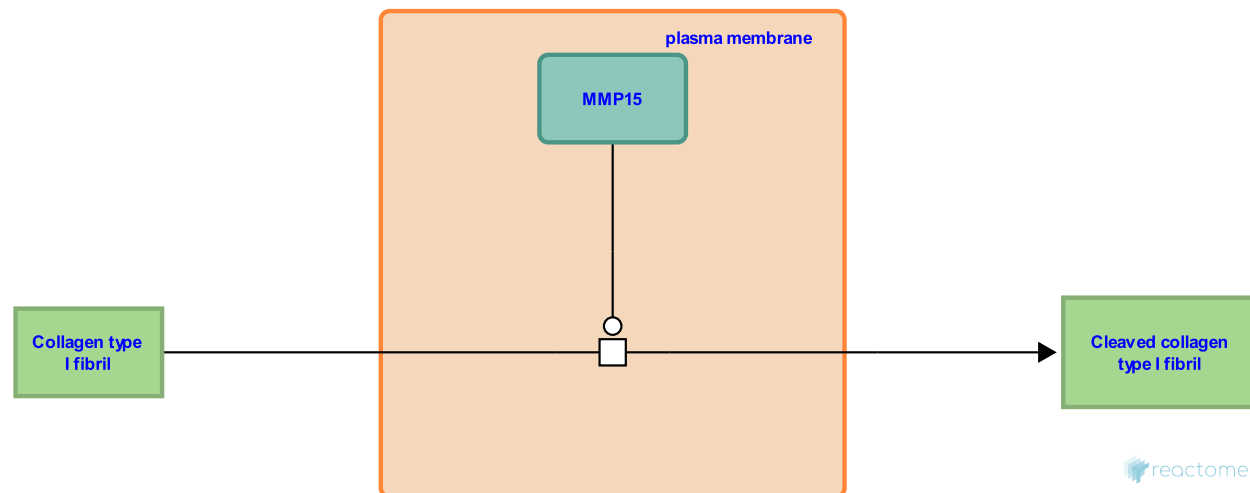 plasma membrane
MMP15
Collagen type
I fibril
Cleaved collagen
type I fibril
reactome